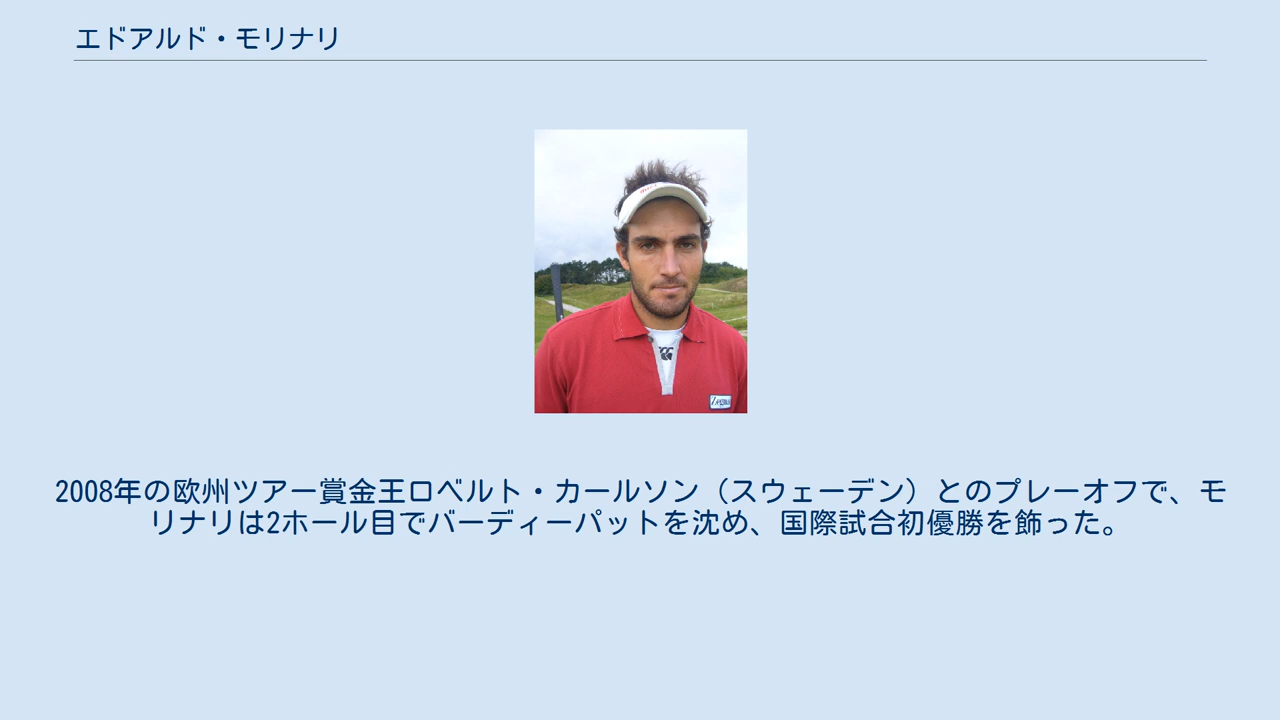 エドアルド・モリナリ
2008年の欧州ツアー賞金王ロベルト・カールソン（スウェーデン）とのプレーオフで、モ
リナリは2ホール目でバーディーパットを沈め、国際試合初優勝を飾った。